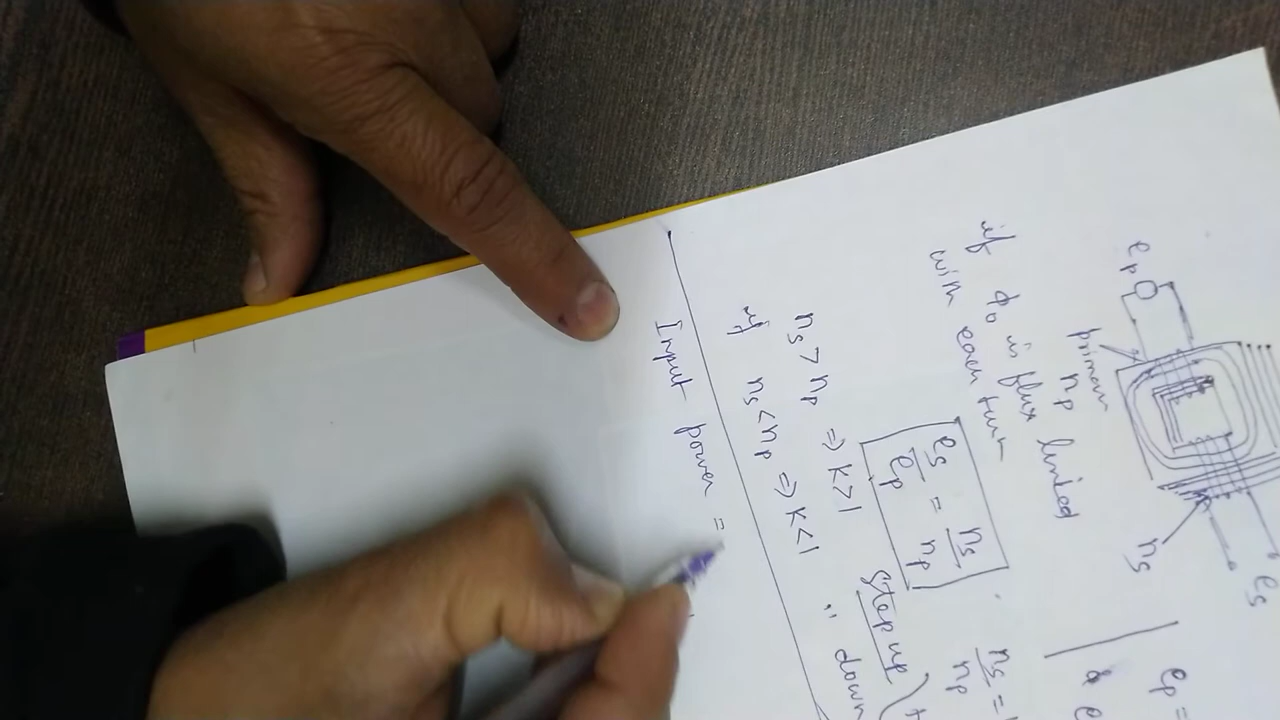 ep
es
primary
np
ns
if Φ0 is flux linked
with each turn
ep =
& e
es/ep = ns/np
ns/np =
ns > np ⇒ K>1 step up
if ns < np ⇒ K<1 " down
Input power =